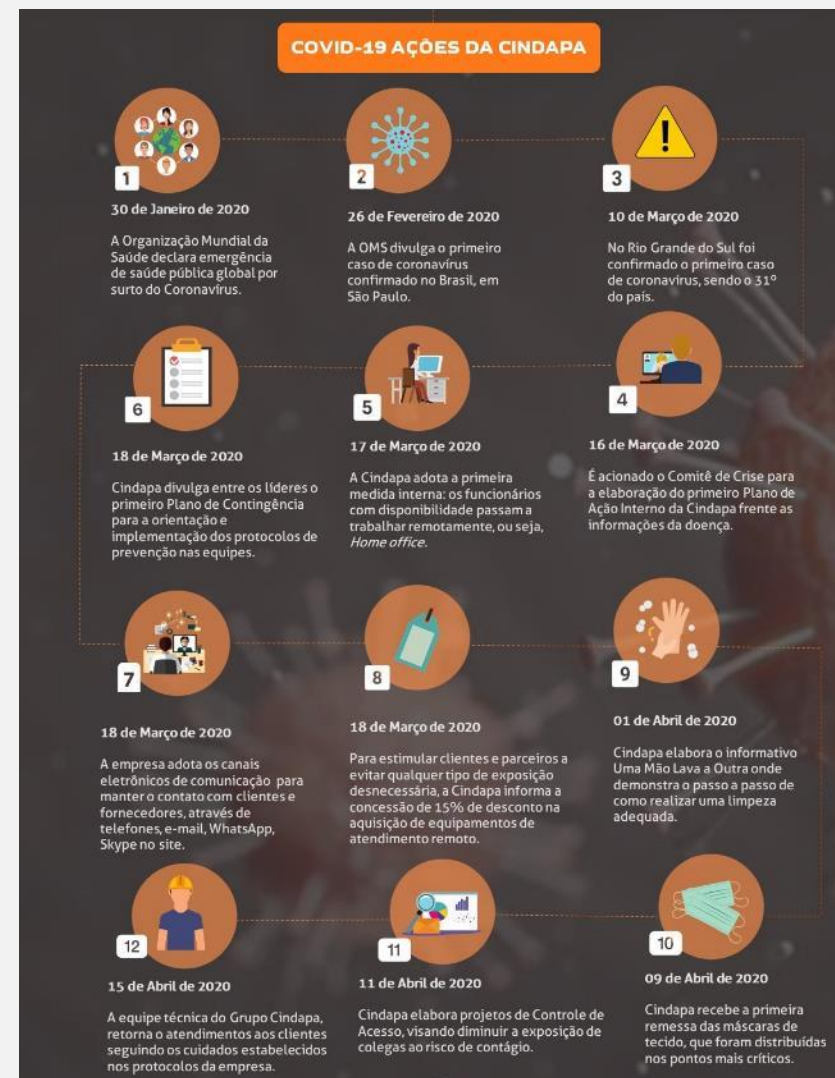 COVID-19 AÇÕES DA CINDAPA
1
30 de Janeiro de 2020
A Organização Mundial da
Saúde declara emergência
de saúde pública global por
surto do Coronavírus.
2
26 de Fevereiro de 2020
A OMS divulga o primeiro
caso de coronavírus
confirmado no Brasil, em
São Paulo.
3
10 de Março de 2020
No Rio Grande do Sul foi
confirmado o primeiro caso
de coronavirus, sendo o 31º
do país.
4
16 de Março de 2020
É acionado o Comitê de Crise para
a elaboração do primeiro Plano de
Ação Interno da Cindapa frente as
informações da doença.
5
17 de Março de 2020
A Cindapa adota a primeira
medida interna: os funcionários
com disponibilidade passam a
trabalhar remotamente, ou seja,
Home office.
6
18 de Março de 2020
Cindapa divulga entre os líderes o
primeiro Plano de Contingência
para a orientação e
implementação dos protocolos de
prevenção nas equipes.
7
18 de Março de 2020
A empresa adota os canais
eletrônicos de comunicação para
manter o contato com clientes e
fornecedores, através de
telefones, e-mail, WhatsApp,
Skype no site.
8
18 de Março de 2020
Para estimular clientes e parceiros a
evitar qualquer tipo de exposição
desnecessária, a Cindapa informa a
concessão de 15% de desconto na
aquisição de equipamentos de
atendimento remoto.
9
01 de Abril de 2020
Cindapa elabora o informativo
Uma Mão Lava a Outra onde
demonstra o passo a passo de
como realizar uma limpeza
adequada.
10
09 de Abril de 2020
Cindapa recebe a primeira
remessa das máscaras de
tecido, que foram distribuídas
nos pontos mais críticos.
11
11 de Abril de 2020
Cindapa elabora projetos de Controle de
Acesso, visando diminuir a exposição de
colegas ao risco de contágio.
12
15 de Abril de 2020
A equipe técnica do Grupo Cindapa,
retorna o atendimentos aos clientes
seguindo os cuidados estabelecidos
nos protocolos da empresa.